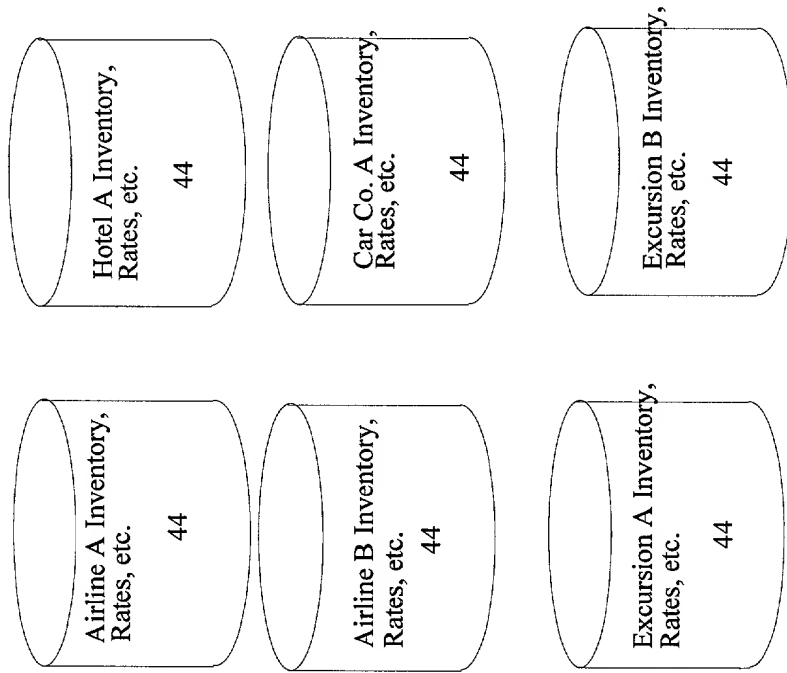 Airline A Inventory,
Rates, etc.
44
Hotel A Inventory,
Rates, etc.
44
Airline B Inventory,
Rates, etc.
44
Car Co. A Inventory,
Rates, etc.
44
Excursion A Inventory,
Rates, etc.
44
Excursion B Inventory,
Rates, etc.
44